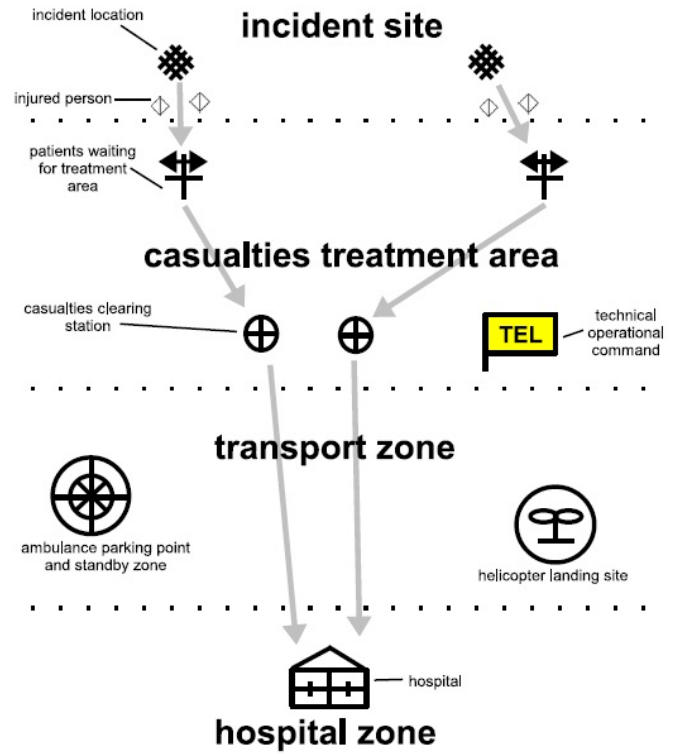 incident location
incident site
injured person
patients waiting
for treatment
area
casualties treatment area
casualties clearing
station
TEL
technical
operational
command
transport zone
ambulance parking point
and standby zone
helicopter landing site
hospital
hospital zone